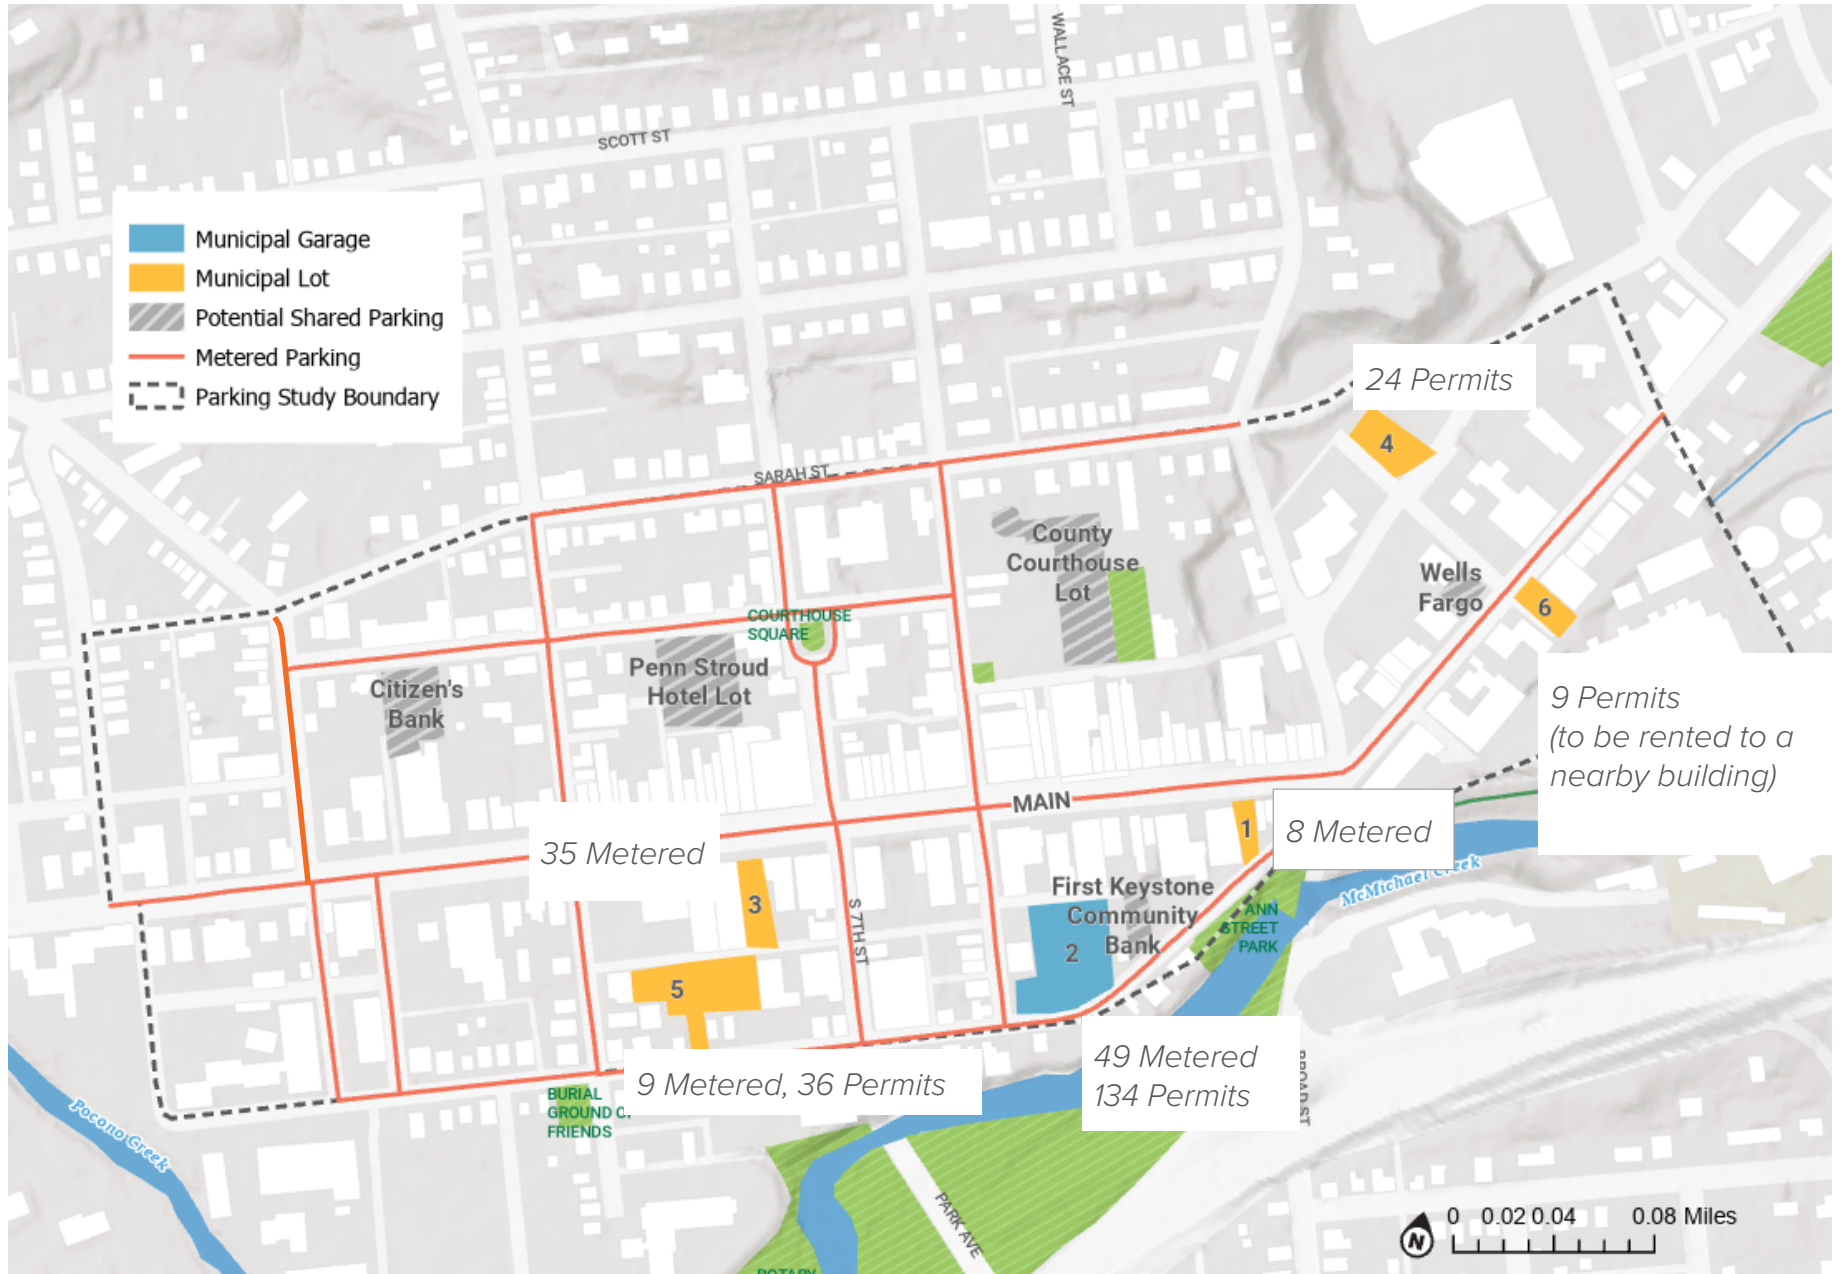 WALLACE ST
SCOTT ST
Municipal Garage
Municipal Lot
Potential Shared Parking
Metered Parking
Parking Study Boundary
24 Permits
4
SARAH ST
County
Courthouse
Lot
Wells
Fargo
6
COURTHOUSE
SQUARE
Penn Stroud
Hotel Lot
Citizen's
Bank
9 Permits
(to be rented to a
nearby building)
MAIN
1
8 Metered
35 Metered
McMichael Creek
3
S 7TH ST
First Keystone
Community
Bank
2
ANN
STREET
PARK
5
49 Metered
134 Permits
9 Metered, 36 Permits
BROAD ST
BURIAL
GROUND OF
FRIENDS
Pocono Creek
PARK AVE
N
0 0.02 0.04 0.08 Miles
ROTARY